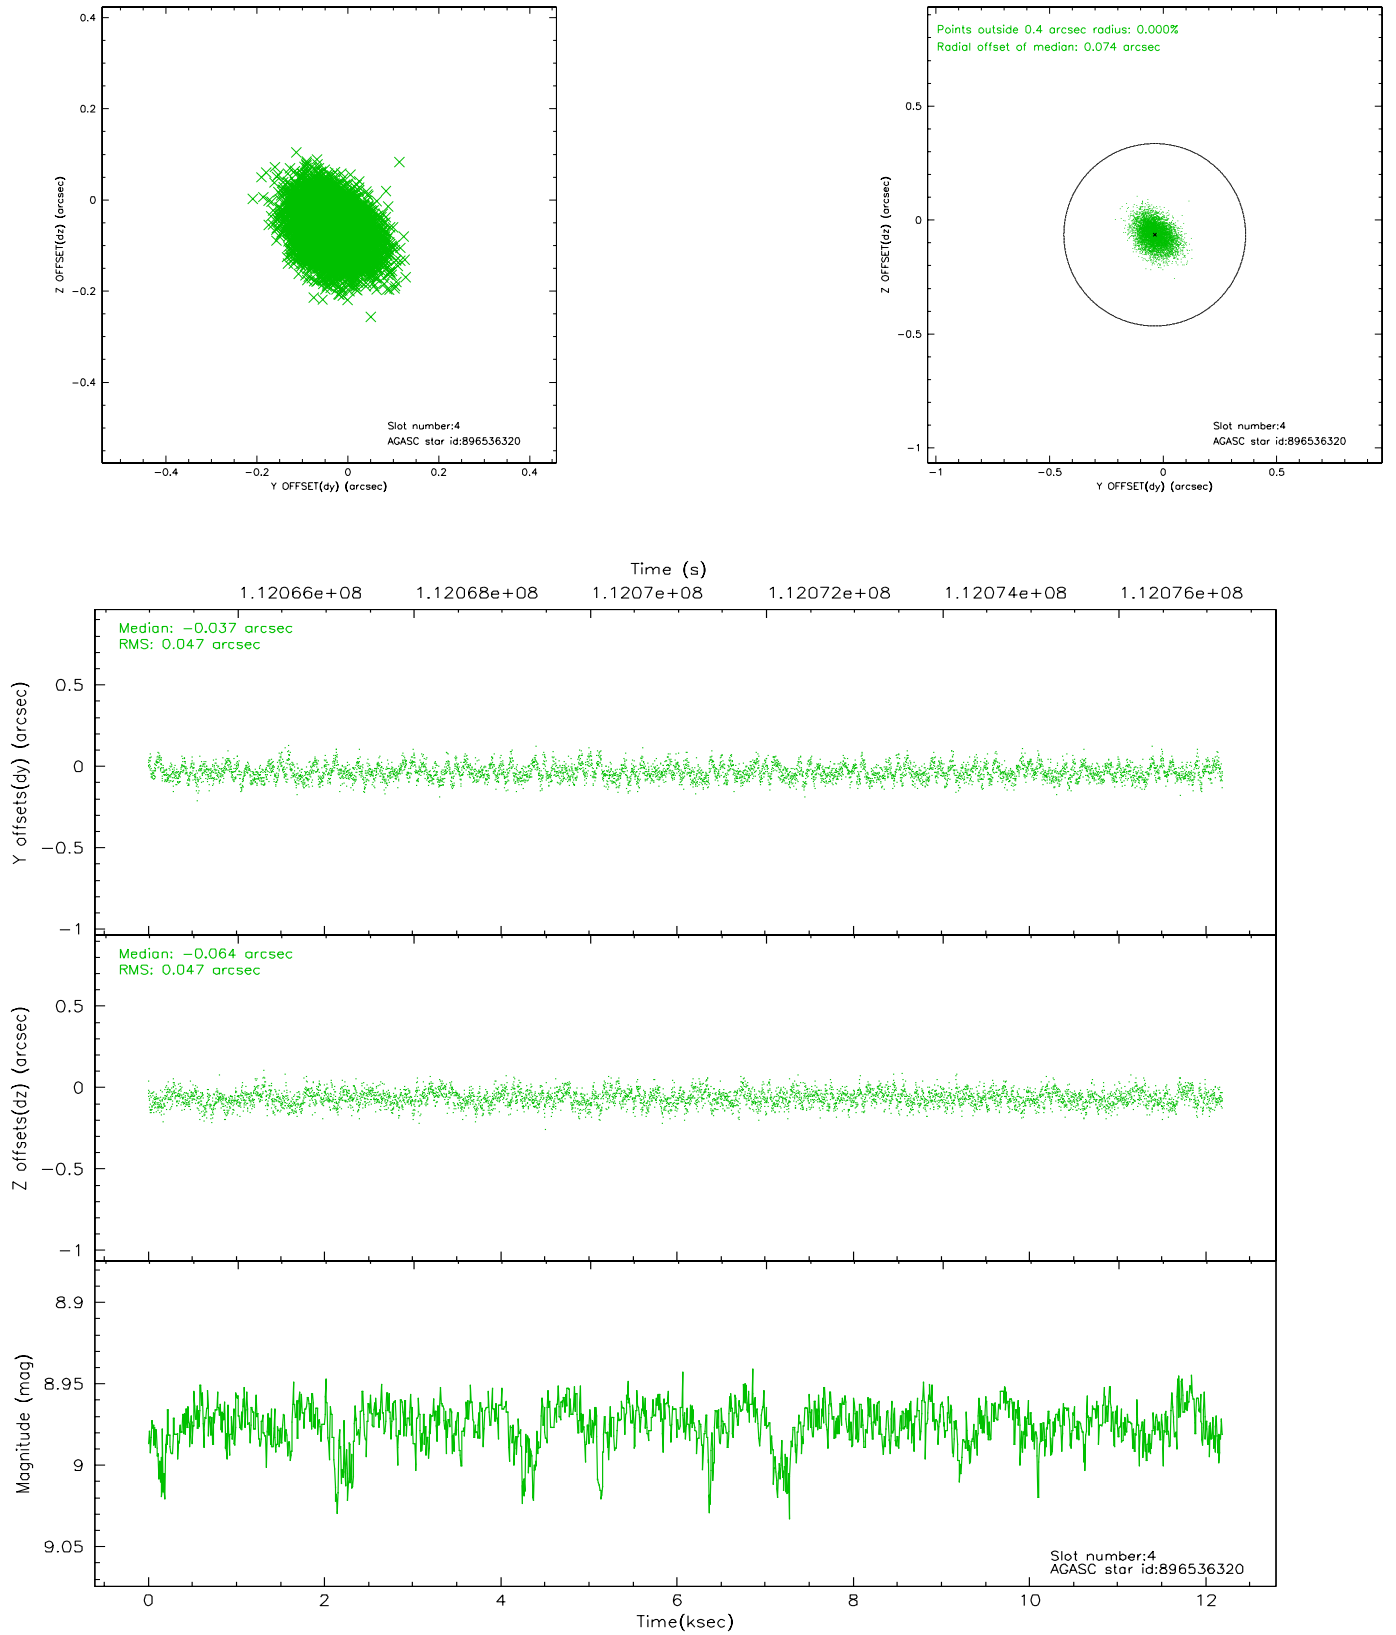 0.4
0.2
0
−0.2
−0.4
Z OFFSET(dz) (arcsec)
Slot number:4
AGASC star id:896536320
−0.4 −0.2 0 0.2 0.4
Y OFFSET(dy) (arcsec)
Points outside 0.4 arcsec radius: 0.000%
Radial offset of median: 0.074 arcsec
0.5
0
−0.5
−1
Z OFFSET(dz) (arcsec)
Slot number:4
AGASC star id:896536320
−1 −0.5 0 0.5
Y OFFSET(dy) (arcsec)
Time (s)
1.12066e+08 1.12068e+08 1.1207e+08 1.12072e+08 1.12074e+08 1.12076e+08
Median: −0.037 arcsec
RMS: 0.047 arcsec
0.5
0
−0.5
−1
Y offsets(dy) (arcsec)
Median: −0.064 arcsec
RMS: 0.047 arcsec
0.5
0
−0.5
−1
Z offsets(dz) (arcsec)
8.9
8.95
9
9.05
Magnitude (mag)
Slot number:4
AGASC star id:896536320
0 2 4 6 8 10 12
Time(ksec)